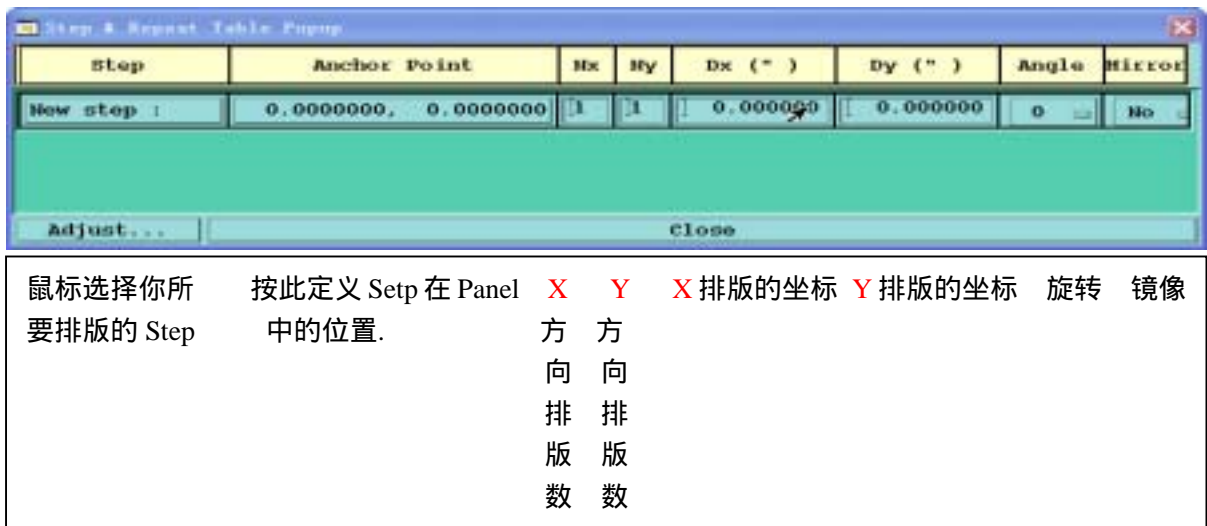 Step & Repeat Table Popup
Step Anchor Point Nx Ny Dx (" ) Dy (" ) Angle Mirror
New step : 0.0000000, 0.0000000 1 1 0.000000 0.000000 0 No
Adjust... Close
鼠标选择你所 按此定义 Setp 在 Panel X Y X 排版的坐标 Y 排版的坐标 旋转 镜像
要排版的 Step 中的位置. 方 方
向 向
排 排
版 版
数 数